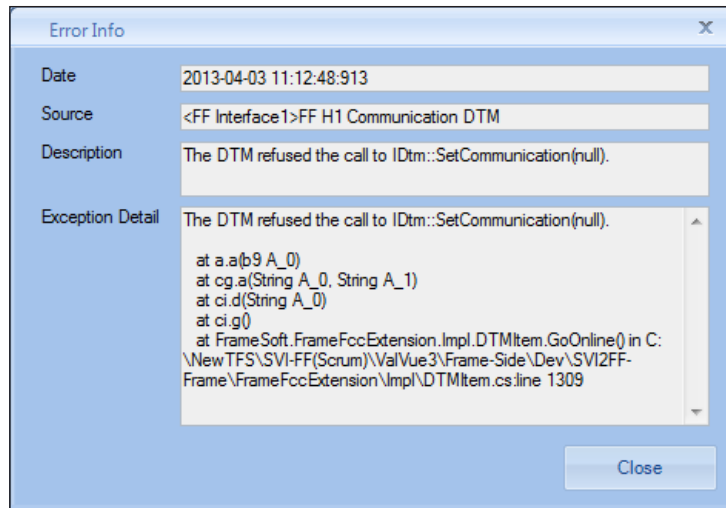 Error Info
Date
2013-04-03 11:12:48:913
Source
<FF Interface1>FF H1 Communication DTM
Description
The DTM refused the call to IDtm::SetCommunication(null).
Exception Detail
The DTM refused the call to IDtm::SetCommunication(null).
at a.a(b9 A_0)
at cg.a(String A_0, String A_1)
at ci.d(String A_0)
at ci.g()
at FrameSoft.FrameFccExtension.Impl.DTMItem.GoOnline() in C:
\NewTFS\SVI-FF(Scrum)\ValVue3\Frame-Side\Dev\SVI2FF-
Frame\FrameFccExtension\Impl\DTMItem.cs:line 1309
Close